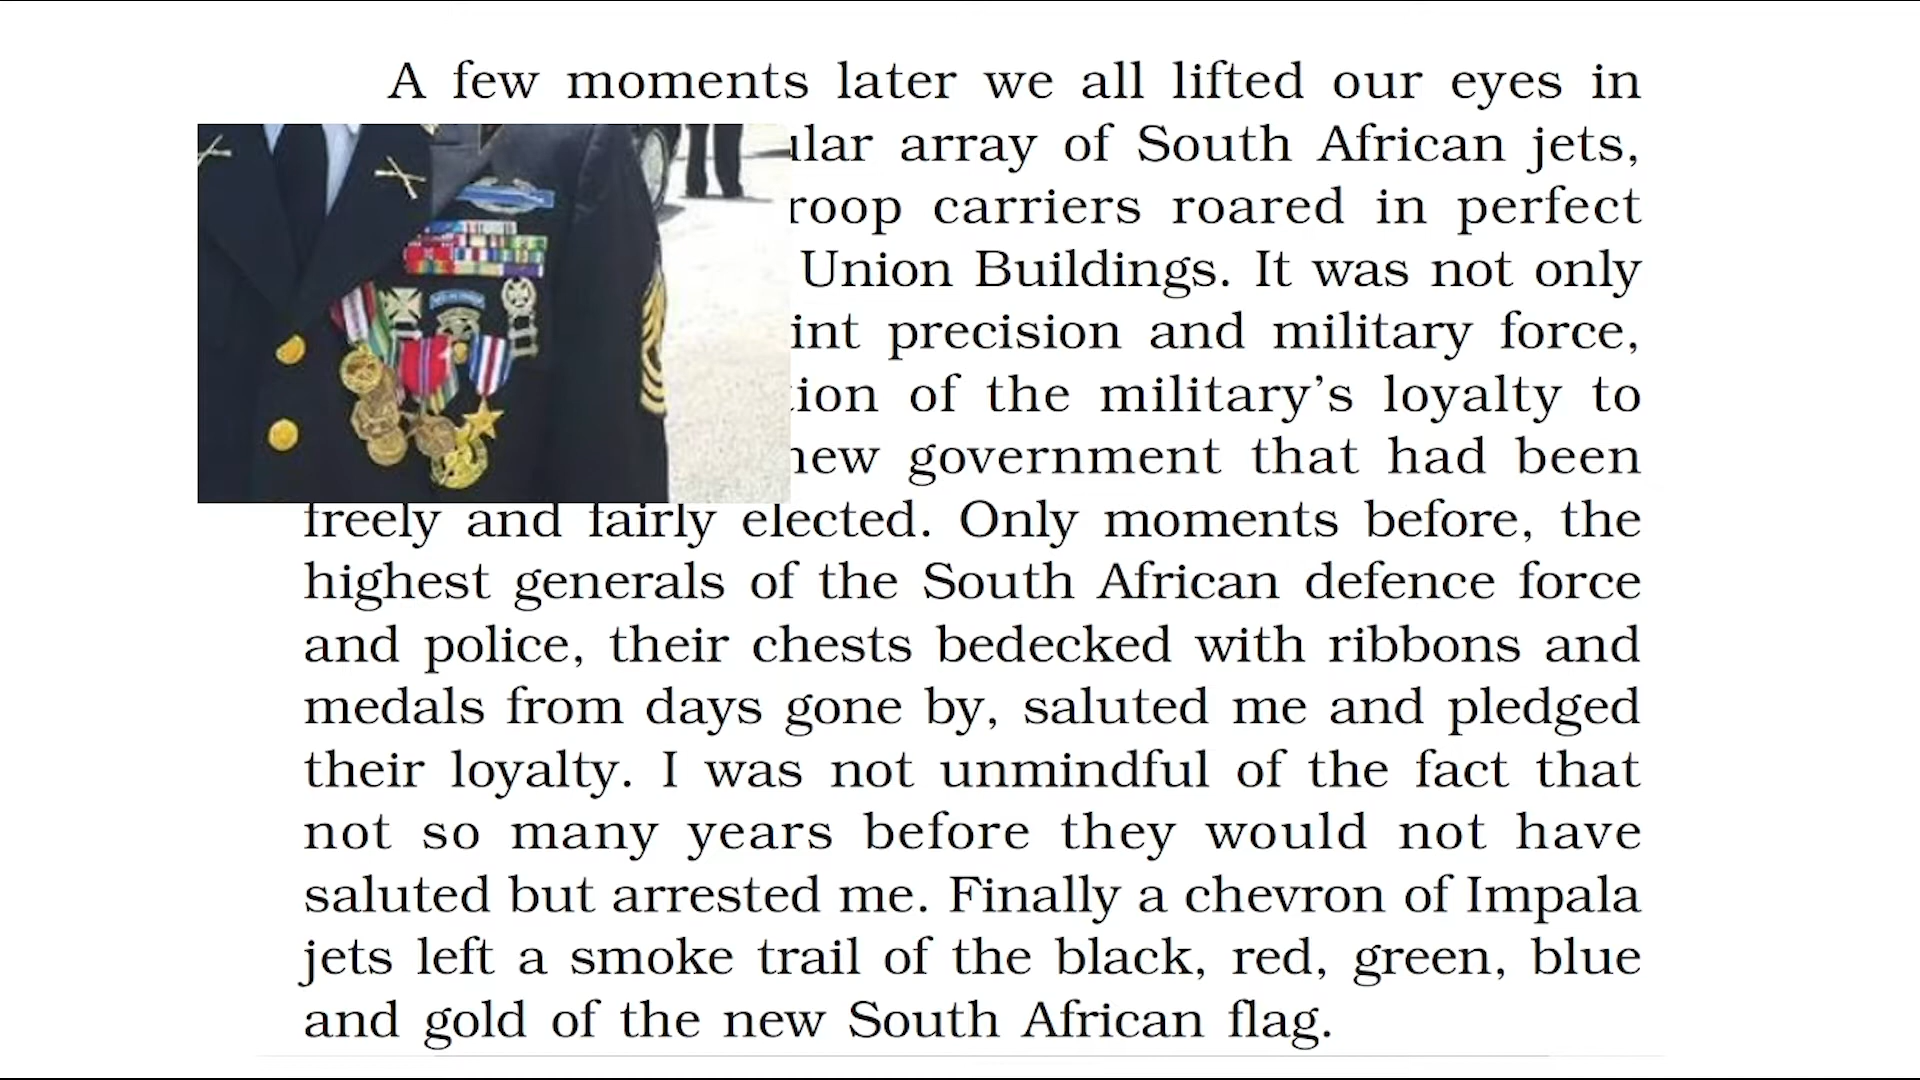 A few moments later we all lifted our eyes in
array of South African jets,
carriers roared in perfect
Union Buildings. It was not only
precision and military force,
of the military’s loyalty to
new government that had been
freely and fairly elected. Only moments before, the
highest generals of the South African defence force
and police, their chests bedecked with ribbons and
medals from days gone by, saluted me and pledged
their loyalty. I was not unmindful of the fact that
not so many years before they would not have
saluted but arrested me. Finally a chevron of Impala
jets left a smoke trail of the black, red, green, blue
and gold of the new South African flag.